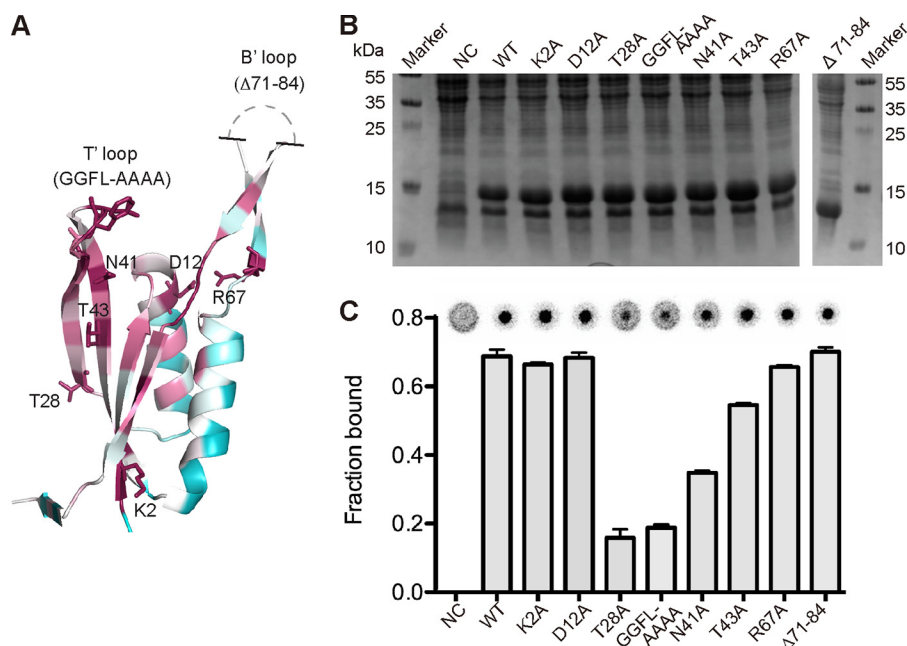 A
B' loop
(Δ71-84)
T' loop
(GGFL-AAAA)
N41
D12
R67
T43
T28
K2
B
kDa
Marker
NC
WT
K2A
D12A
T28A
GGFL-
AAAA
N41A
T43A
R67A
Δ71-84
Marker
55
35
25
15
10
55
35
25
15
10
C
Fraction bound
0.8
0.6
0.4
0.2
0.0
NC
WT
K2A
D12A
T28A
GGFL-
AAAA
N41A
T43A
R67A
Δ71-84